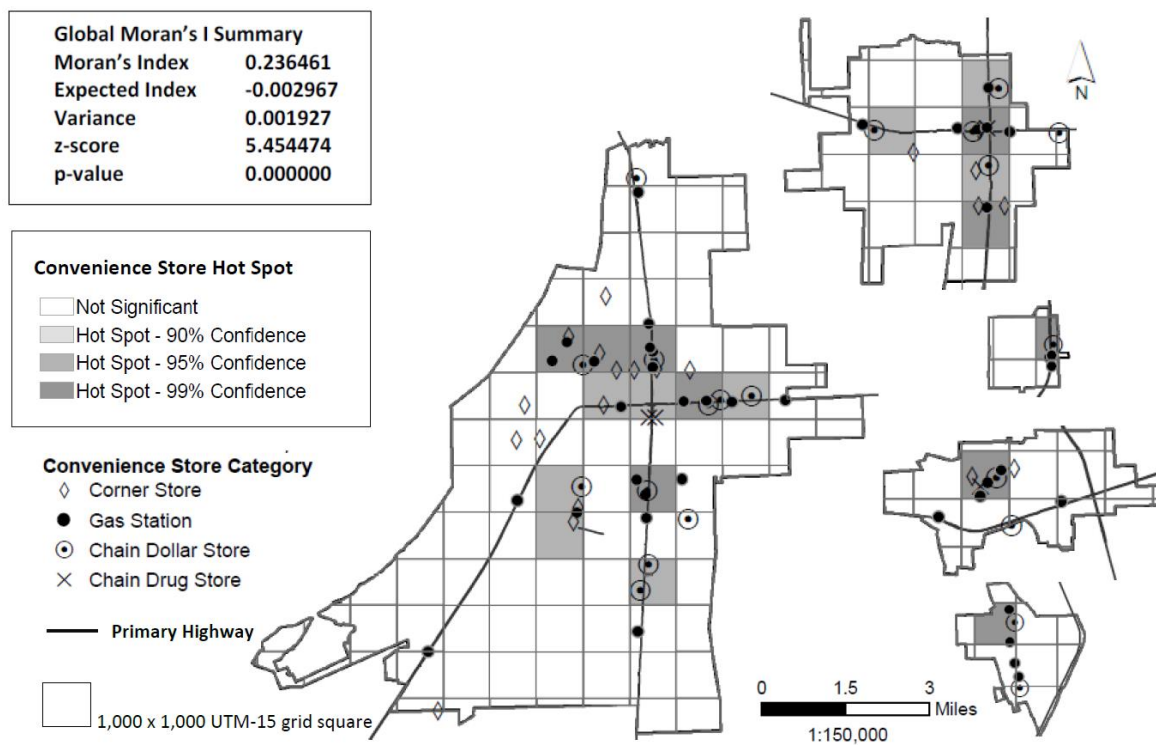 Global Moran's I Summary
Moran's Index 0.236461
Expected Index -0.002967
Variance 0.001927
z-score 5.454474
p-value 0.000000
Convenience Store Hot Spot
Not Significant
Hot Spot - 90% Confidence
Hot Spot - 95% Confidence
Hot Spot - 99% Confidence
Convenience Store Category
Corner Store
Gas Station
Chain Dollar Store
Chain Drug Store
Primary Highway
1,000 x 1,000 UTM-15 grid square
N
0 1.5 3
Miles
1:150,000